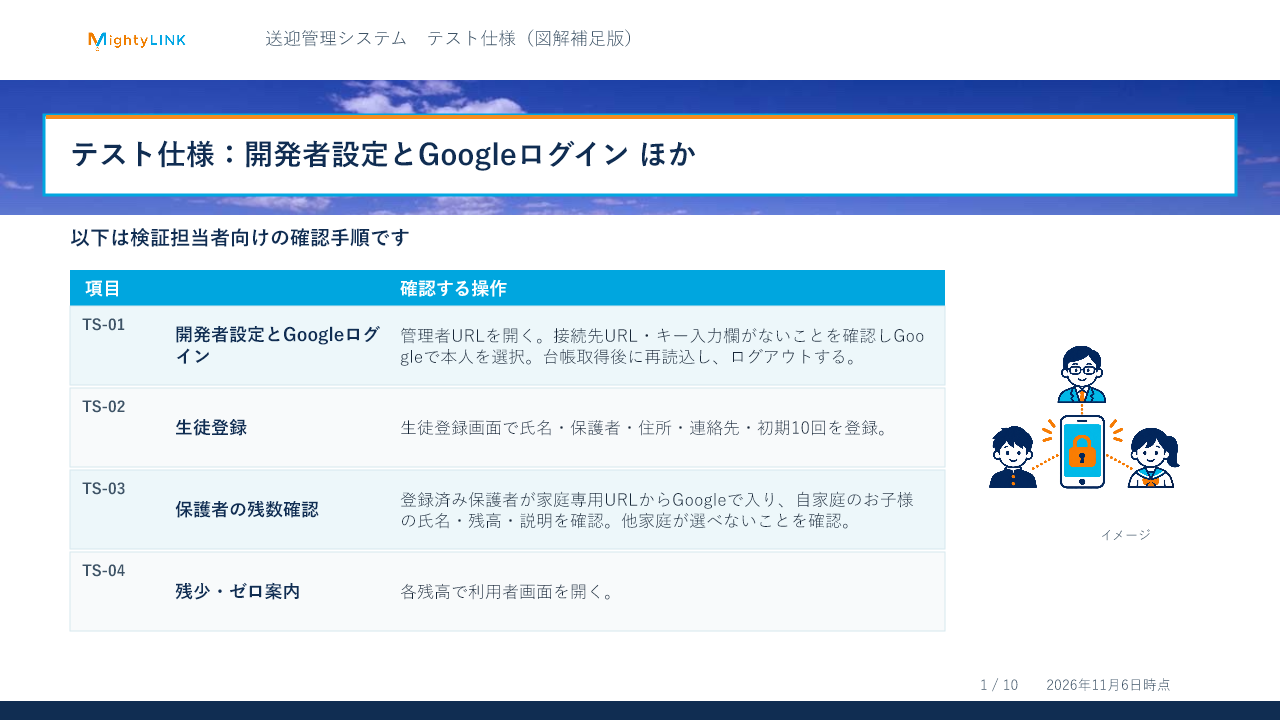 MightyLINK
送迎管理システム　テスト仕様（図解補足版）
テスト仕様：開発者設定とGoogleログイン ほか
以下は検証担当者向けの確認手順です
項目
確認する操作
TS-01
開発者設定とGoogleログ
イン
管理者URLを開く。接続先URL・キー入力欄がないことを確認しGoo
gleで本人を選択。台帳取得後に再読込し、ログアウトする。
TS-02
生徒登録
生徒登録画面で氏名・保護者・住所・連絡先・初期10回を登録。
TS-03
保護者の残数確認
登録済み保護者が家庭専用URLからGoogleで入り、自家庭のお子様
の氏名・残高・説明を確認。他家庭が選べないことを確認。
TS-04
残少・ゼロ案内
各残高で利用者画面を開く。
イメージ
1 / 10
2026年11月6日時点